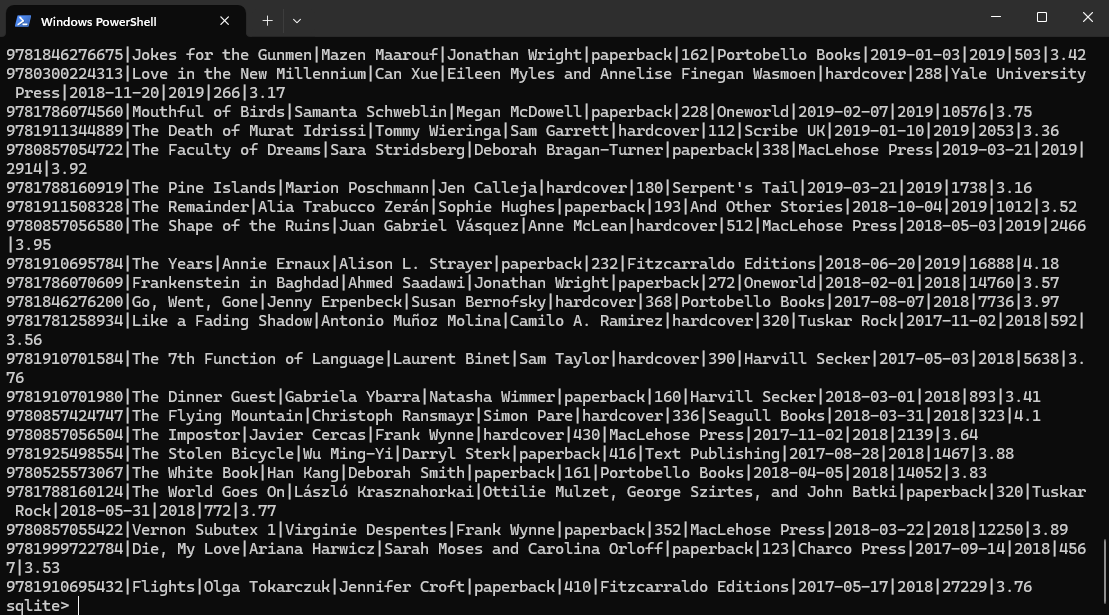 Windows PowerShell
9781846276675|Jokes for the Gunmen|Mazen Maarouf|Jonathan Wright|paperback|162|Portobello Books|2019-01-03|2019|503|3.42
9780300224313|Love in the New Millennium|Can Xue|Eileen Myles and Annelise Finegan Wasmoen|hardcover|288|Yale University
Press|2018-11-20|2019|266|3.17
9781786074560|Mouthful of Birds|Samanta Schweblin|Megan McDowell|paperback|228|Oneworld|2019-02-07|2019|10576|3.75
9781911344889|The Death of Murat Idrissi|Tommy Wieringa|Sam Garrett|hardcover|112|Scribe UK|2019-01-10|2019|2053|3.36
9780857054722|The Faculty of Dreams|Sara Stridsberg|Deborah Bragan-Turner|paperback|338|MacLehose Press|2019-03-21|2019|
2914|3.92
9781788160919|The Pine Islands|Marion Poschmann|Jen Calleja|hardcover|180|Serpent's Tail|2019-03-21|2019|1738|3.16
9781911508328|The Remainder|Alia Trabucco Zerán|Sophie Hughes|paperback|193|And Other Stories|2018-10-04|2019|1012|3.52
9780857056580|The Shape of the Ruins|Juan Gabriel Vásquez|Anne McLean|hardcover|512|MacLehose Press|2018-05-03|2019|2466
|3.95
9781910695784|The Years|Annie Ernaux|Alison L. Strayer|paperback|232|Fitzcarraldo Editions|2018-06-20|2019|16888|4.18
9781786070609|Frankenstein in Baghdad|Ahmed Saadawi|Jonathan Wright|paperback|272|Oneworld|2018-02-01|2018|14760|3.57
9781846276200|Go, Went, Gone|Jenny Erpenbeck|Susan Bernofsky|hardcover|368|Portobello Books|2017-08-07|2018|7736|3.97
9781781258934|Like a Fading Shadow|Antonio Muñoz Molina|Camilo A. Ramirez|hardcover|320|Tuskar Rock|2017-11-02|2018|592|
3.56
9781910701584|The 7th Function of Language|Laurent Binet|Sam Taylor|hardcover|390|Harvill Secker|2017-05-03|2018|5638|3.
76
9781910701980|The Dinner Guest|Gabriela Ybarra|Natasha Wimmer|paperback|160|Harvill Secker|2018-03-01|2018|893|3.41
9780857424747|The Flying Mountain|Christoph Ransmayr|Simon Pare|hardcover|336|Seagull Books|2018-03-31|2018|323|4.1
9780857056504|The Impostor|Javier Cercas|Frank Wynne|hardcover|430|MacLehose Press|2017-11-02|2018|2139|3.64
9781925498554|The Stolen Bicycle|Wu Ming-Yi|Darryl Sterk|paperback|416|Text Publishing|2017-08-28|2018|1467|3.88
9780525573067|The White Book|Han Kang|Deborah Smith|paperback|161|Portobello Books|2018-04-05|2018|14052|3.83
9781788160124|The World Goes On|László Krasznahorkai|Ottilie Mulzet, George Szirtes, and John Batki|paperback|320|Tuskar
Rock|2018-05-31|2018|772|3.77
9780857055422|Vernon Subutex 1|Virginie Despentes|Frank Wynne|paperback|352|MacLehose Press|2018-03-22|2018|12250|3.89
9781999722784|Die, My Love|Ariana Harwicz|Sarah Moses and Carolina Orloff|paperback|123|Charco Press|2017-09-14|2018|456
7|3.53
9781910695432|Flights|Olga Tokarczuk|Jennifer Croft|paperback|410|Fitzcarraldo Editions|2017-05-17|2018|27229|3.76
sqlite>